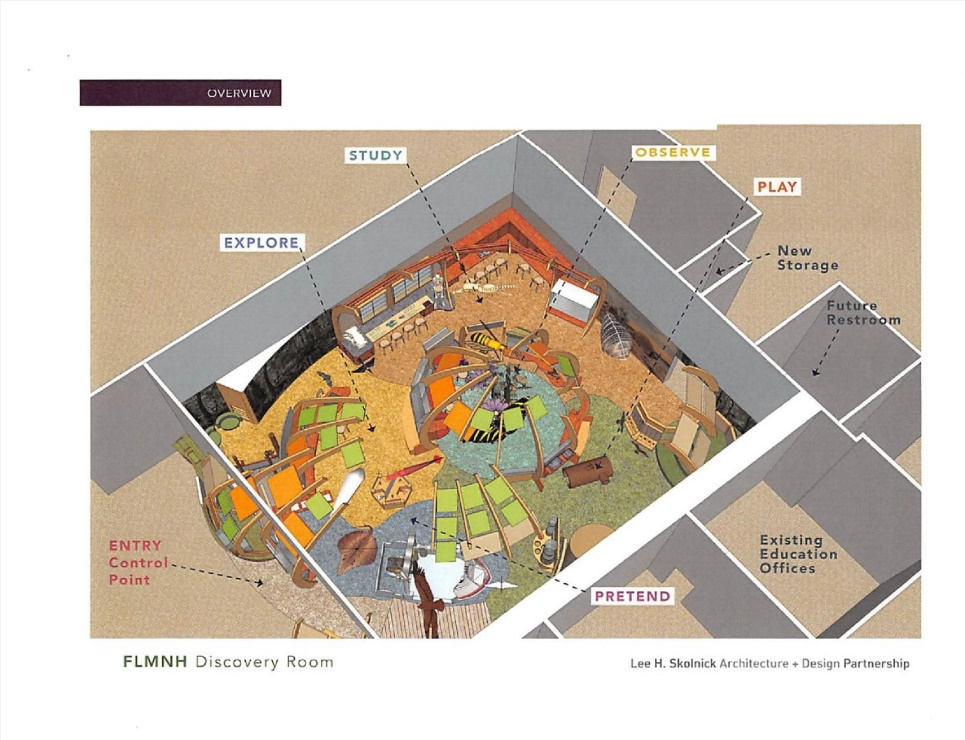 OVERVIEW
STUDY
OBSERVE
PLAY
EXPLORE
New
Storage
Future
Restroom
ENTRY
Control
Point
Existing
Education
Offices
PRETEND
FLMNH Discovery Room
Lee H. Skolnick Architecture + Design Partnership